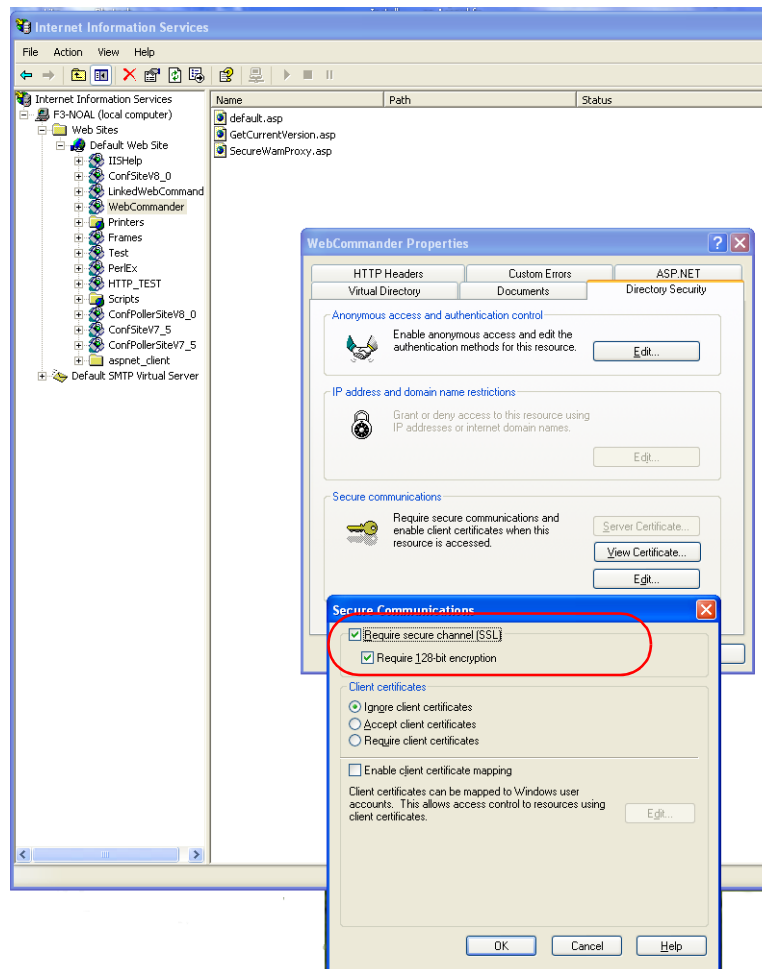 Internet Information Services
File Action View Help
Internet Information Services
F3-NOAL (local computer)
Web Sites
Default Web Site
IISHelp
ConfSiteV8_0
LinkedWebCommand
WebCommander
Printers
Frames
Test
PerlEx
HTTP_TEST
Scripts
ConfPollerSiteV8_0
ConfSiteV7_5
ConfPollerSiteV7_5
aspnet_client
Default SMTP Virtual Server
Name Path Status
default.asp
GetCurrentVersion.asp
SecureWamProxy.asp
WebCommander Properties
HTTP Headers Custom Errors ASP.NET
Virtual Directory Documents Directory Security
Anonymous access and authentication control
Enable anonymous access and edit the
authentication methods for this resource.
Edit...
IP address and domain name restrictions
Grant or deny access to this resource using
IP addresses or internet domain names.
Edit...
Secure communications
Require secure communications and
enable client certificates when this
resource is accessed.
Server Certificate...
View Certificate...
Edit...
Secure Communications
Require secure channel (SSL)
Require 128-bit encryption
Client certificates
Ignore client certificates
Accept client certificates
Require client certificates
Enable client certificate mapping
Client certificates can be mapped to Windows user
accounts. This allows access control to resources using
client certificates.
Edit...
OK Cancel Help